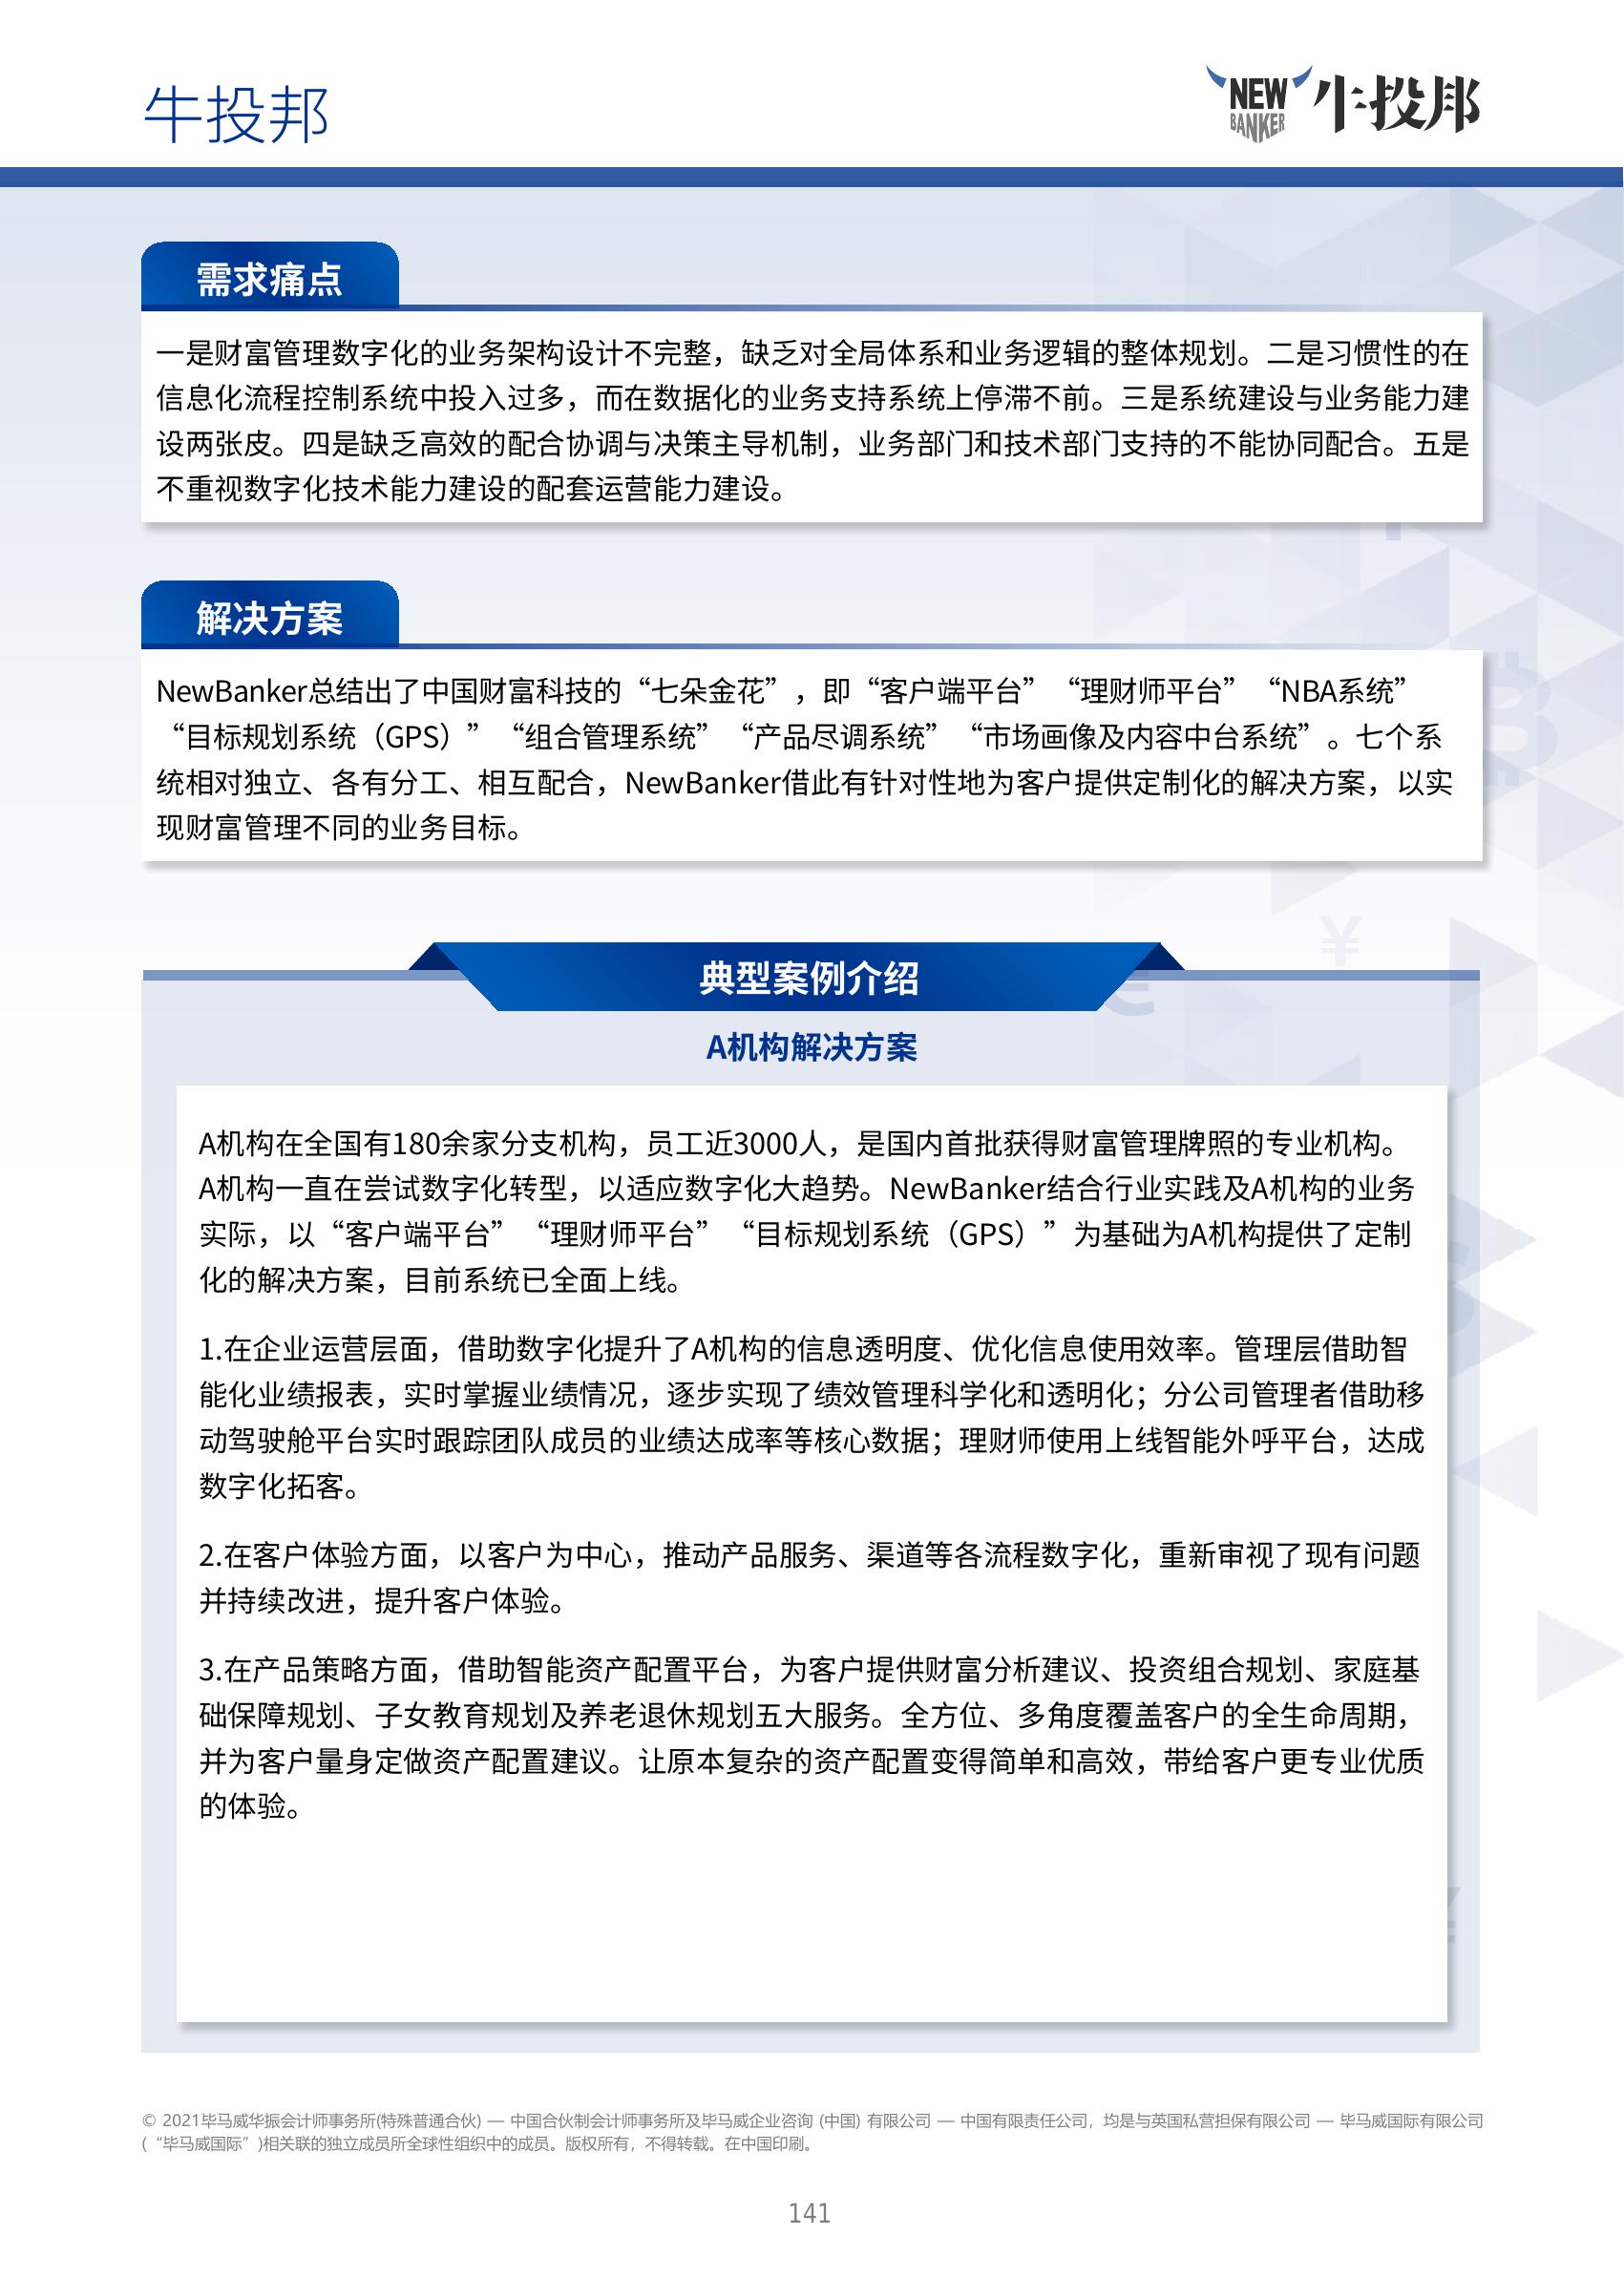 牛投邦
NEW
BANKER
牛投邦
需求痛点
一是财富管理数字化的业务架构设计不完整，缺乏对全局体系和业务逻辑的整体规划。二是习惯性的在
信息化流程控制系统中投入过多，而在数据化的业务支持系统上停滞不前。三是系统建设与业务能力建
设两张皮。四是缺乏高效的配合协调与决策主导机制，业务部门和技术部门支持的不能协同配合。五是
不重视数字化技术能力建设的配套运营能力建设。
解决方案
NewBanker总结出了中国财富科技的“七朵金花”，即“客户端平台”“理财师平台”“NBA系统”
“目标规划系统（GPS）”“组合管理系统”“产品尽调系统”“市场画像及内容中台系统”。七个系
统相对独立、各有分工、相互配合，NewBanker借此有针对性地为客户提供定制化的解决方案，以实
现财富管理不同的业务目标。
典型案例介绍
A机构解决方案
A机构在全国有180余家分支机构，员工近3000人，是国内首批获得财富管理牌照的专业机构。
A机构一直在尝试数字化转型，以适应数字化大趋势。NewBanker结合行业实践及A机构的业务
实际，以“客户端平台”“理财师平台”“目标规划系统（GPS）”为基础为A机构提供了定制
化的解决方案，目前系统已全面上线。
1.在企业运营层面，借助数字化提升了A机构的信息透明度、优化信息使用效率。管理层借助智
能化业绩报表，实时掌握业绩情况，逐步实现了绩效管理科学化和透明化；分公司管理者借助移
动驾驶舱平台实时跟踪团队成员的业绩达成率等核心数据；理财师使用上线智能外呼平台，达成
数字化拓客。
2.在客户体验方面，以客户为中心，推动产品服务、渠道等各流程数字化，重新审视了现有问题
并持续改进，提升客户体验。
3.在产品策略方面，借助智能资产配置平台，为客户提供财富分析建议、投资组合规划、家庭基
础保障规划、子女教育规划及养老退休规划五大服务。全方位、多角度覆盖客户的全生命周期，
并为客户量身定做资产配置建议。让原本复杂的资产配置变得简单和高效，带给客户更专业优质
的体验。
© 2021毕马威华振会计师事务所(特殊普通合伙) — 中国合伙制会计师事务所及毕马威企业咨询 (中国) 有限公司 — 中国有限责任公司，均是与英国私营担保有限公司 — 毕马威国际有限公司
(“毕马威国际”)相关联的独立成员所全球性组织中的成员。版权所有，不得转载。在中国印刷。
141